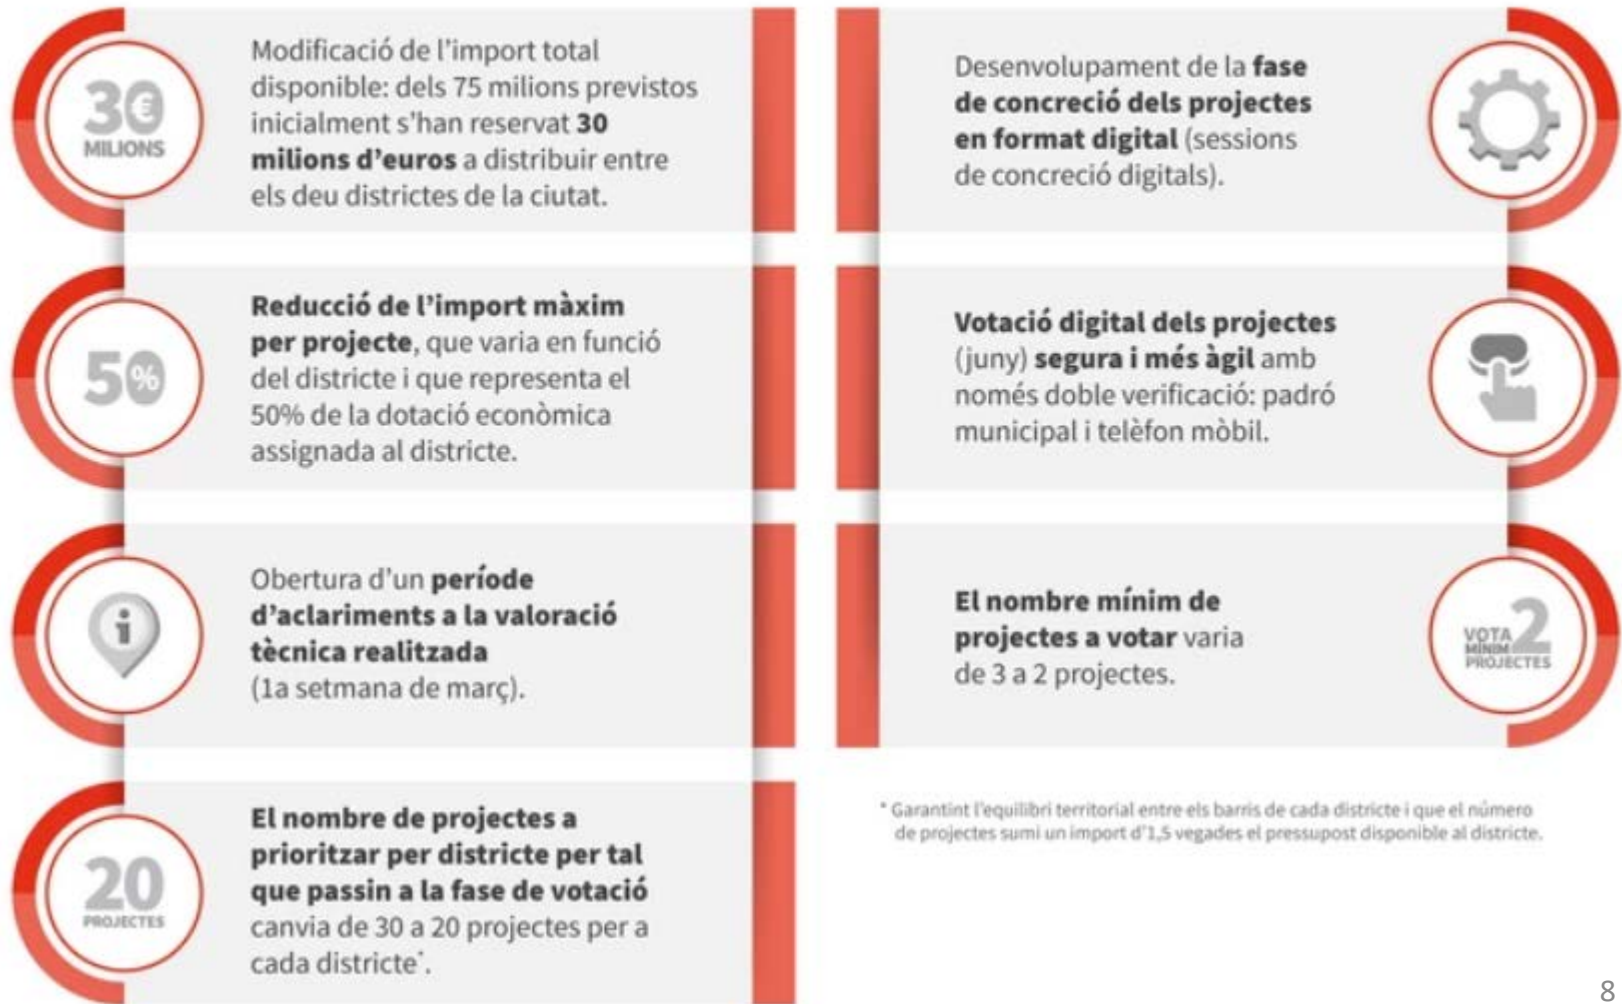 30€
MILIONS
Modificació de l'import total
disponible: dels 75 milions previstos
inicialment s'han reservat 30
milions d'euros a distribuir entre
els deu districtes de la ciutat.
50%
Reducció de l'import màxim
per projecte, que varia en funció
del districte i que representa el
50% de la dotació econòmica
assignada al districte.
i
Obertura d'un període
d'aclariments a la valoració
tècnica realitzada
(1a setmana de març).
20
PROJECTES
El nombre de projectes a
prioritzar per districte per tal
que passin a la fase de votació
canvia de 30 a 20 projectes per a
cada districte*.
Desenvolupament de la fase
de concreció dels projectes
en format digital (sessions
de concreció digitals).
Votació digital dels projectes
(juny) segura i més àgil amb
només doble verificació: padró
municipal i telèfon mòbil.
El nombre mínim de
projectes a votar varia
de 3 a 2 projectes.
VOTA 2
MÍNIM
PROJECTES
* Garantint l'equilibri territorial entre els barris de cada districte i que el número
de projectes sumi un import d'1,5 vegades el pressupost disponible al districte.
8